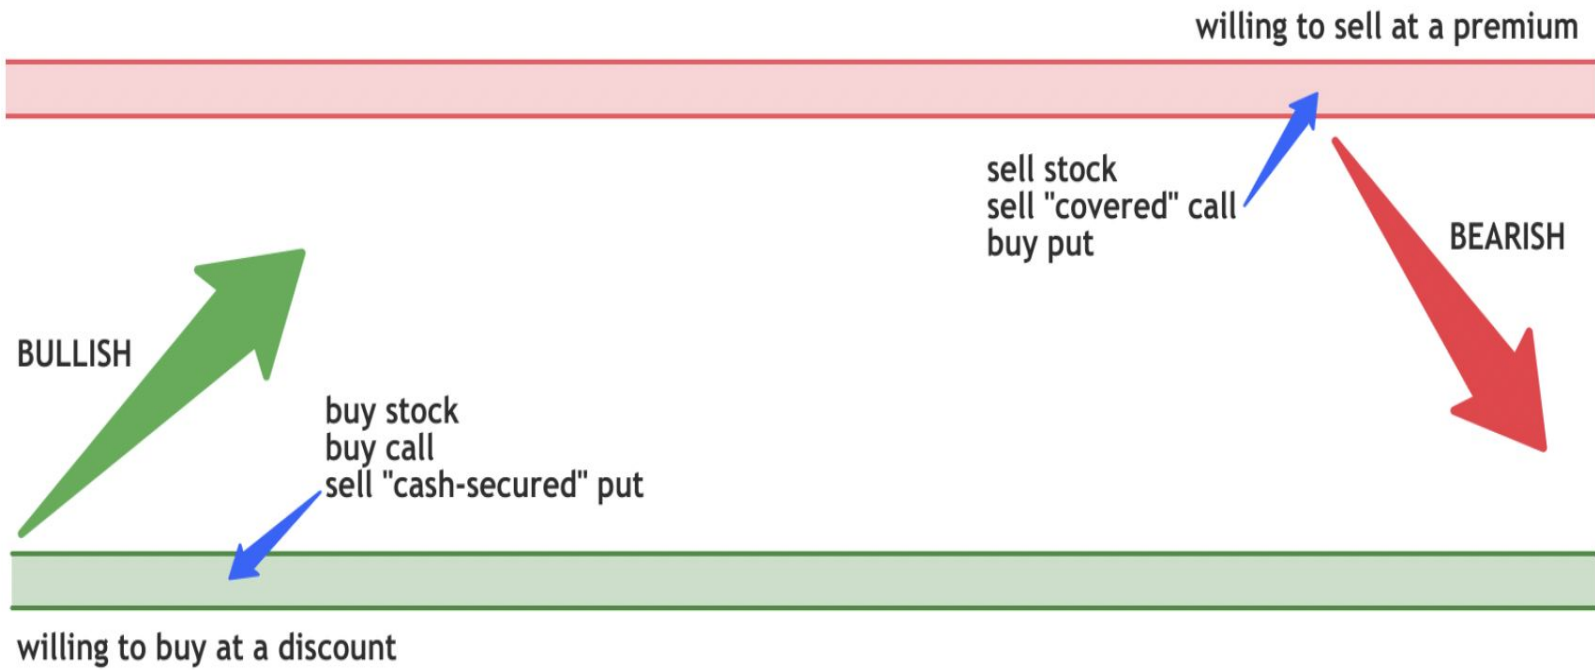 willing to sell at a premium
sell stock
sell "covered" call
buy put
BEARISH
BULLISH
buy stock
buy call
sell "cash-secured" put
willing to buy at a discount